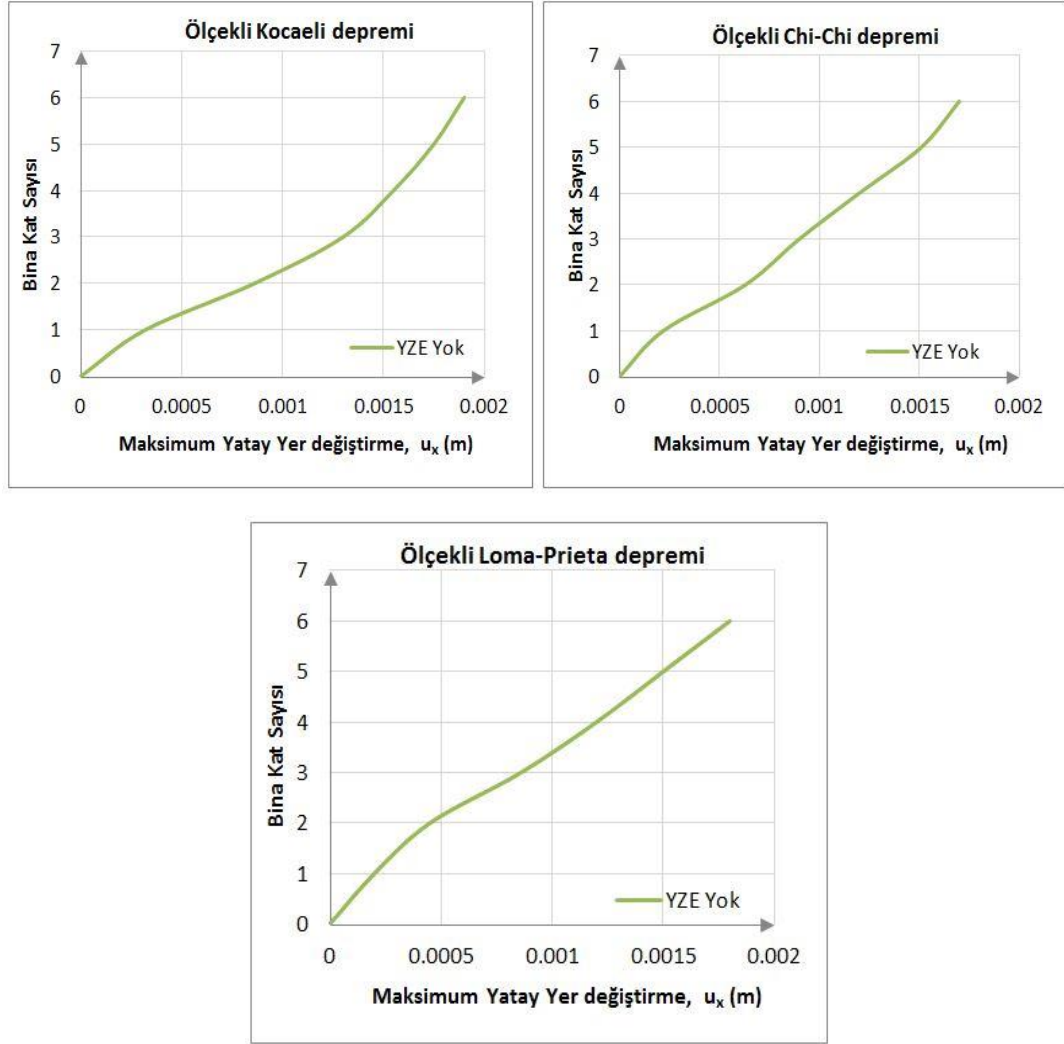 Ölçekli Kocaeli depremi
7
6
5
4
3
2
1
0
Bina Kat Sayısı
YZE Yok
0 0.0005 0.001 0.0015 0.002
Maksimum Yatay Yer değiştirme, uₓ (m)
Ölçekli Chi-Chi depremi
7
6
5
4
3
2
1
0
Bina Kat Sayısı
YZE Yok
0 0.0005 0.001 0.0015 0.002
Maksimum Yatay Yer değiştirme, uₓ (m)
Ölçekli Loma-Prieta depremi
7
6
5
4
3
2
1
0
Bina Kat Sayısı
YZE Yok
0 0.0005 0.001 0.0015 0.002
Maksimum Yatay Yer değiştirme, uₓ (m)